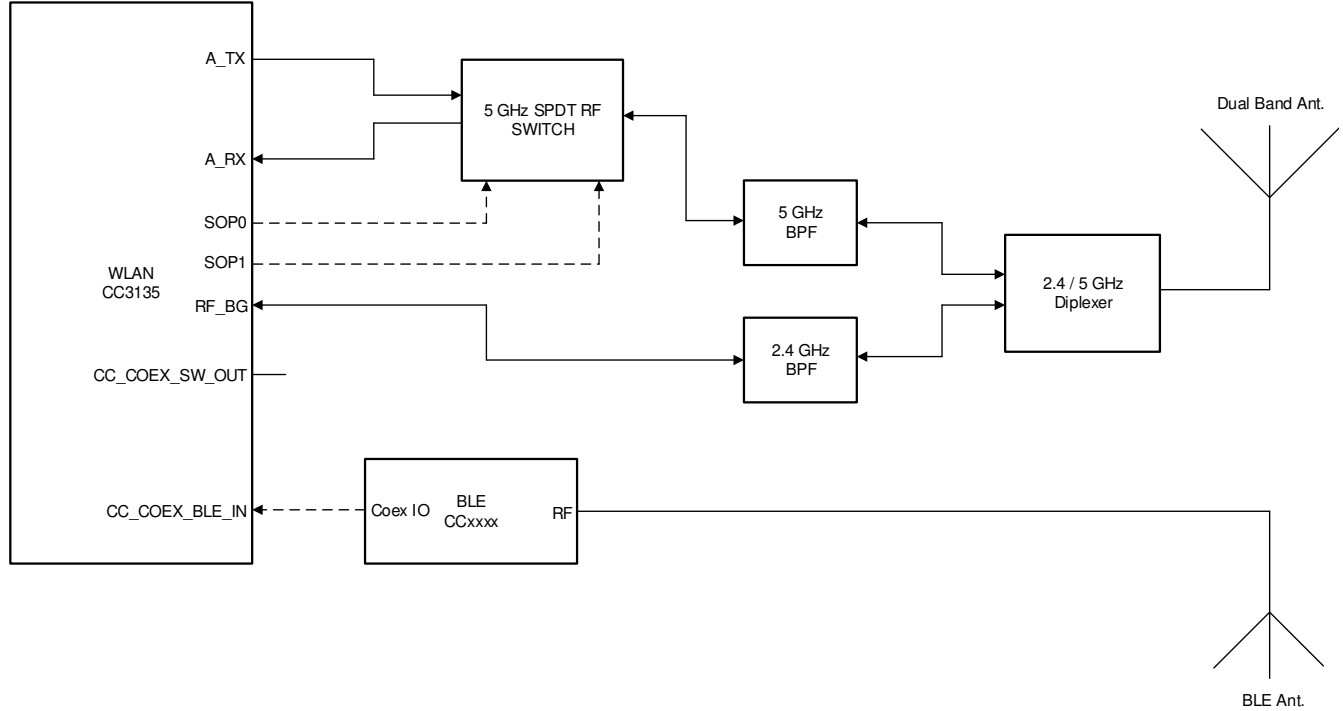 A_TX
A_RX
SOP0
SOP1
WLAN
CC3135
RF_BG
CC_COEX_SW_OUT
CC_COEX_BLE_IN
5 GHz SPDT RF
SWITCH
5 GHz
BPF
2.4 GHz
BPF
2.4 / 5 GHz
Diplexer
Dual Band Ant.
Coex IO
BLE
CCxxxx
RF
BLE Ant.